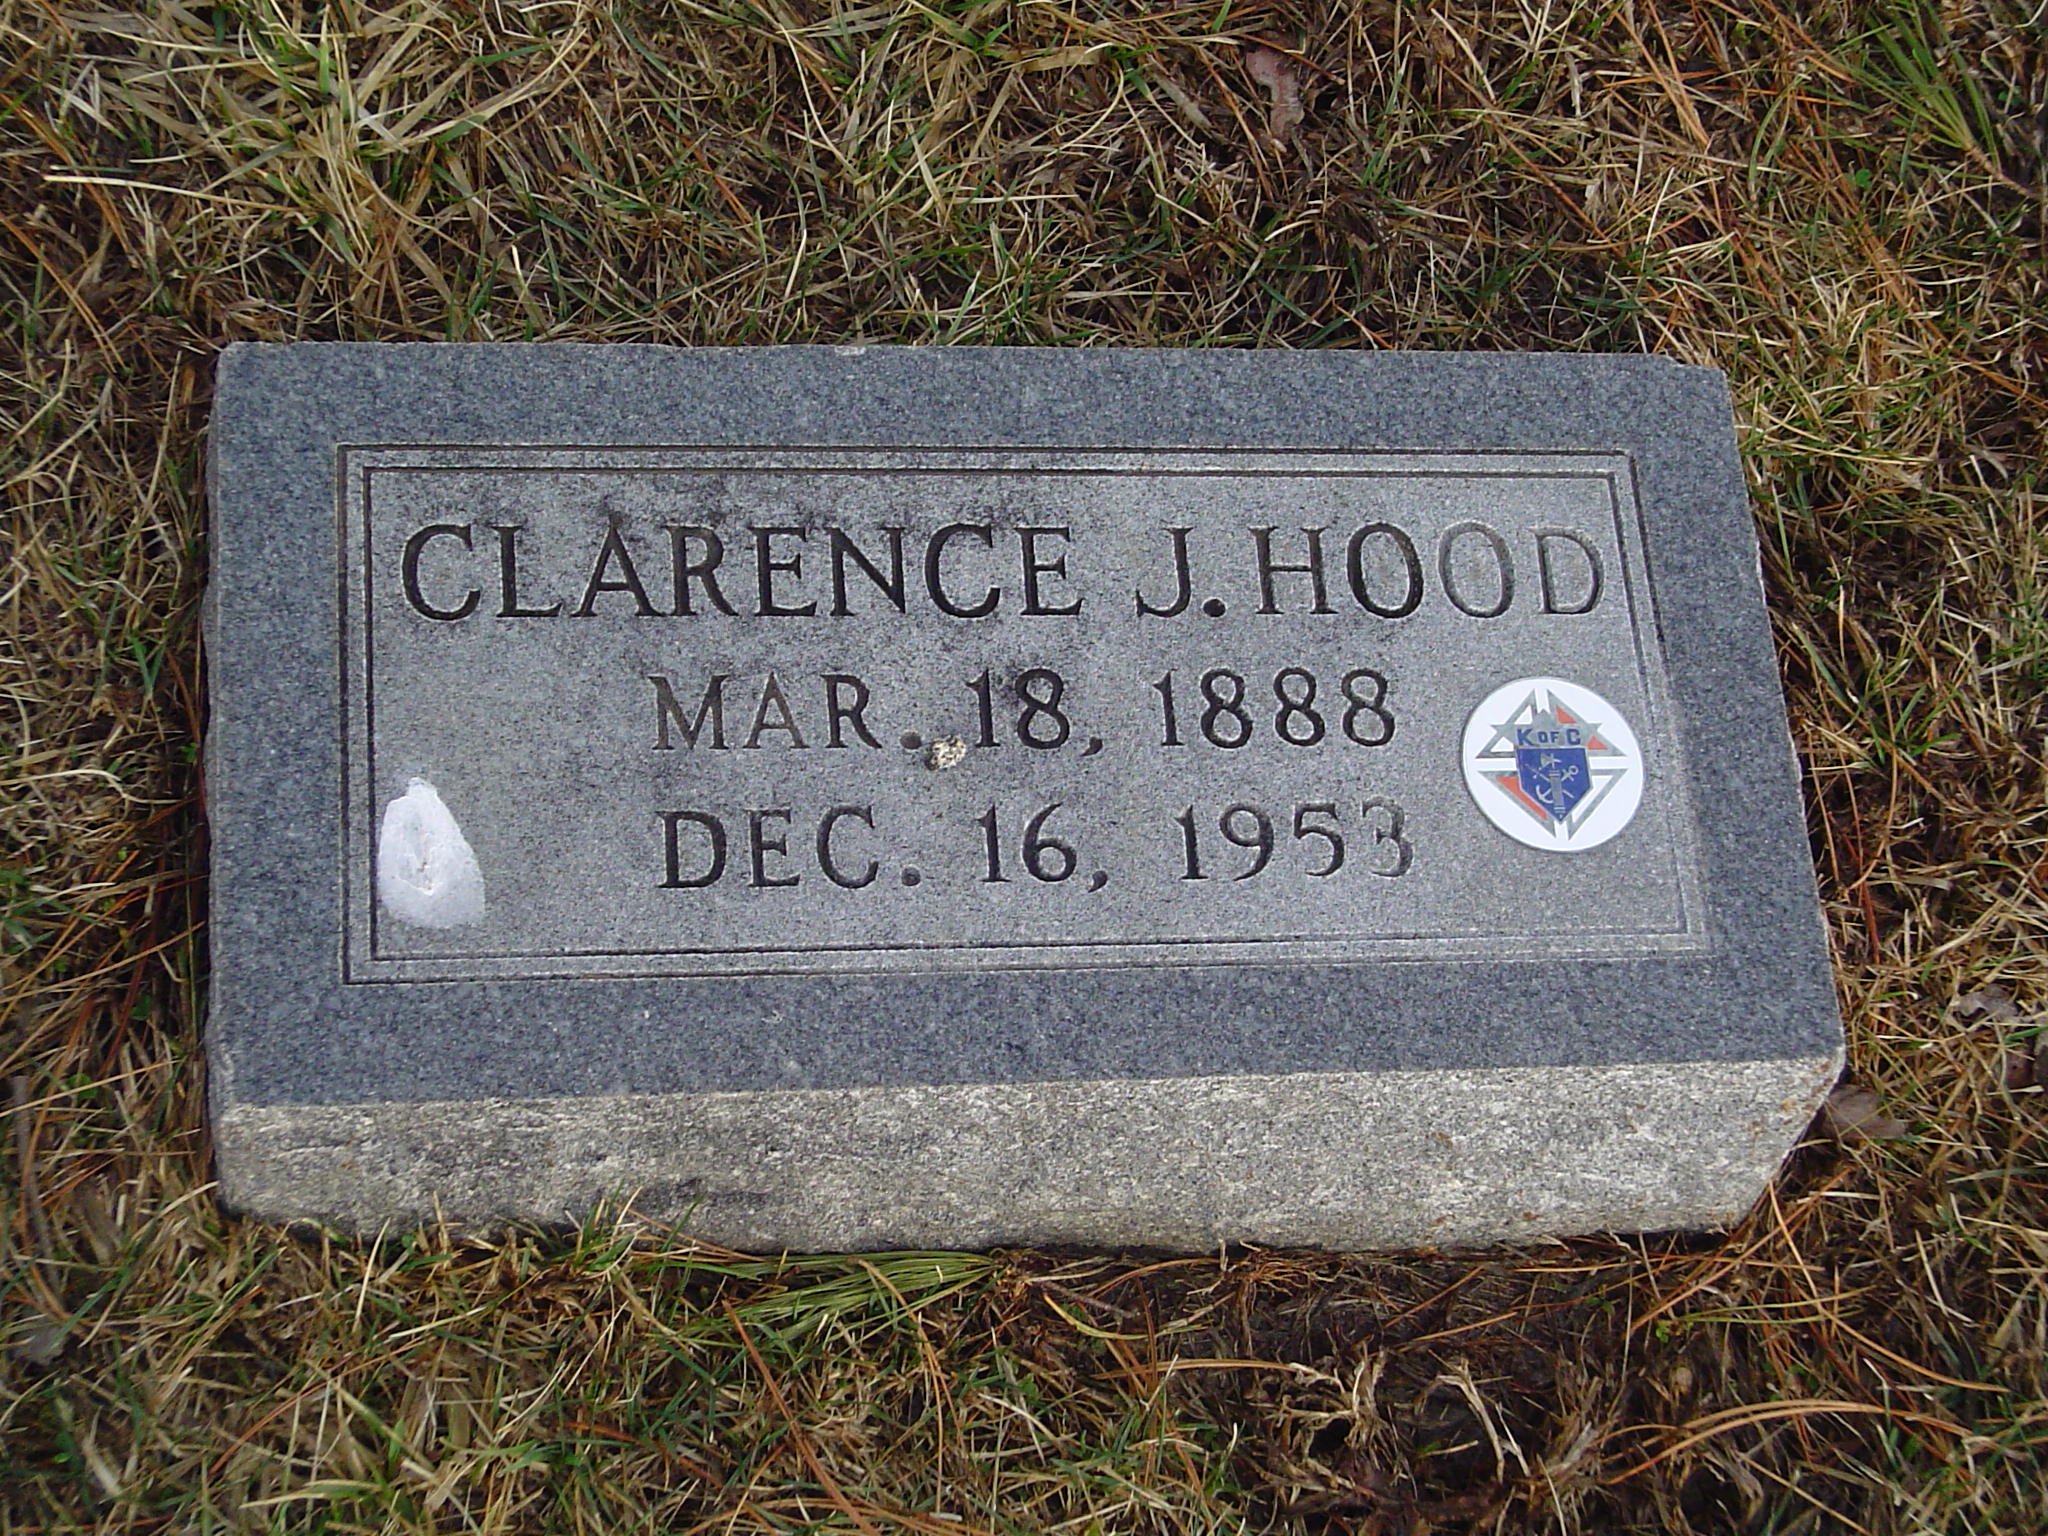 CLARENCE J. HOOD
MAR. 18, 1888
DEC. 16, 1953
K OF C